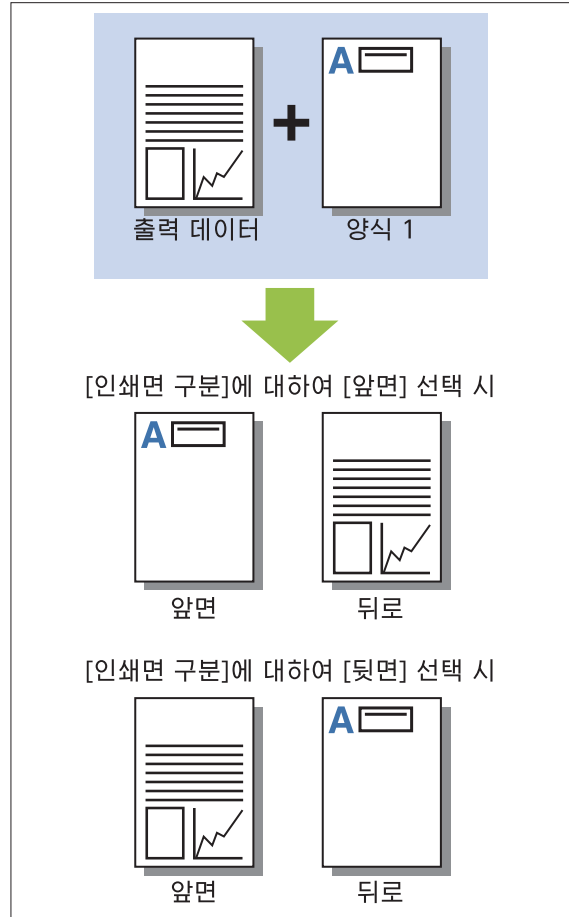 A
A
출력 데이터
양식 1
[인쇄면 구분]에 대하여 [앞면] 선택 시
A
앞면
뒤로
[인쇄면 구분]에 대하여 [뒷면] 선택 시
A
앞면
뒤로